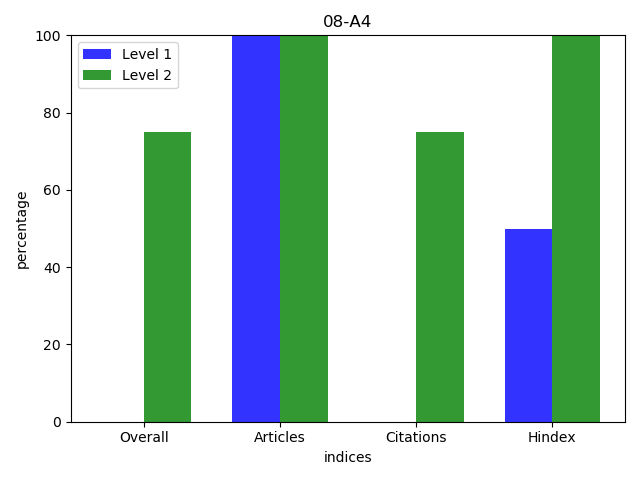 08-A4
Level 1
Level 2
100
80
60
40
20
0
percentage
Overall
Articles
Citations
Hindex
indices